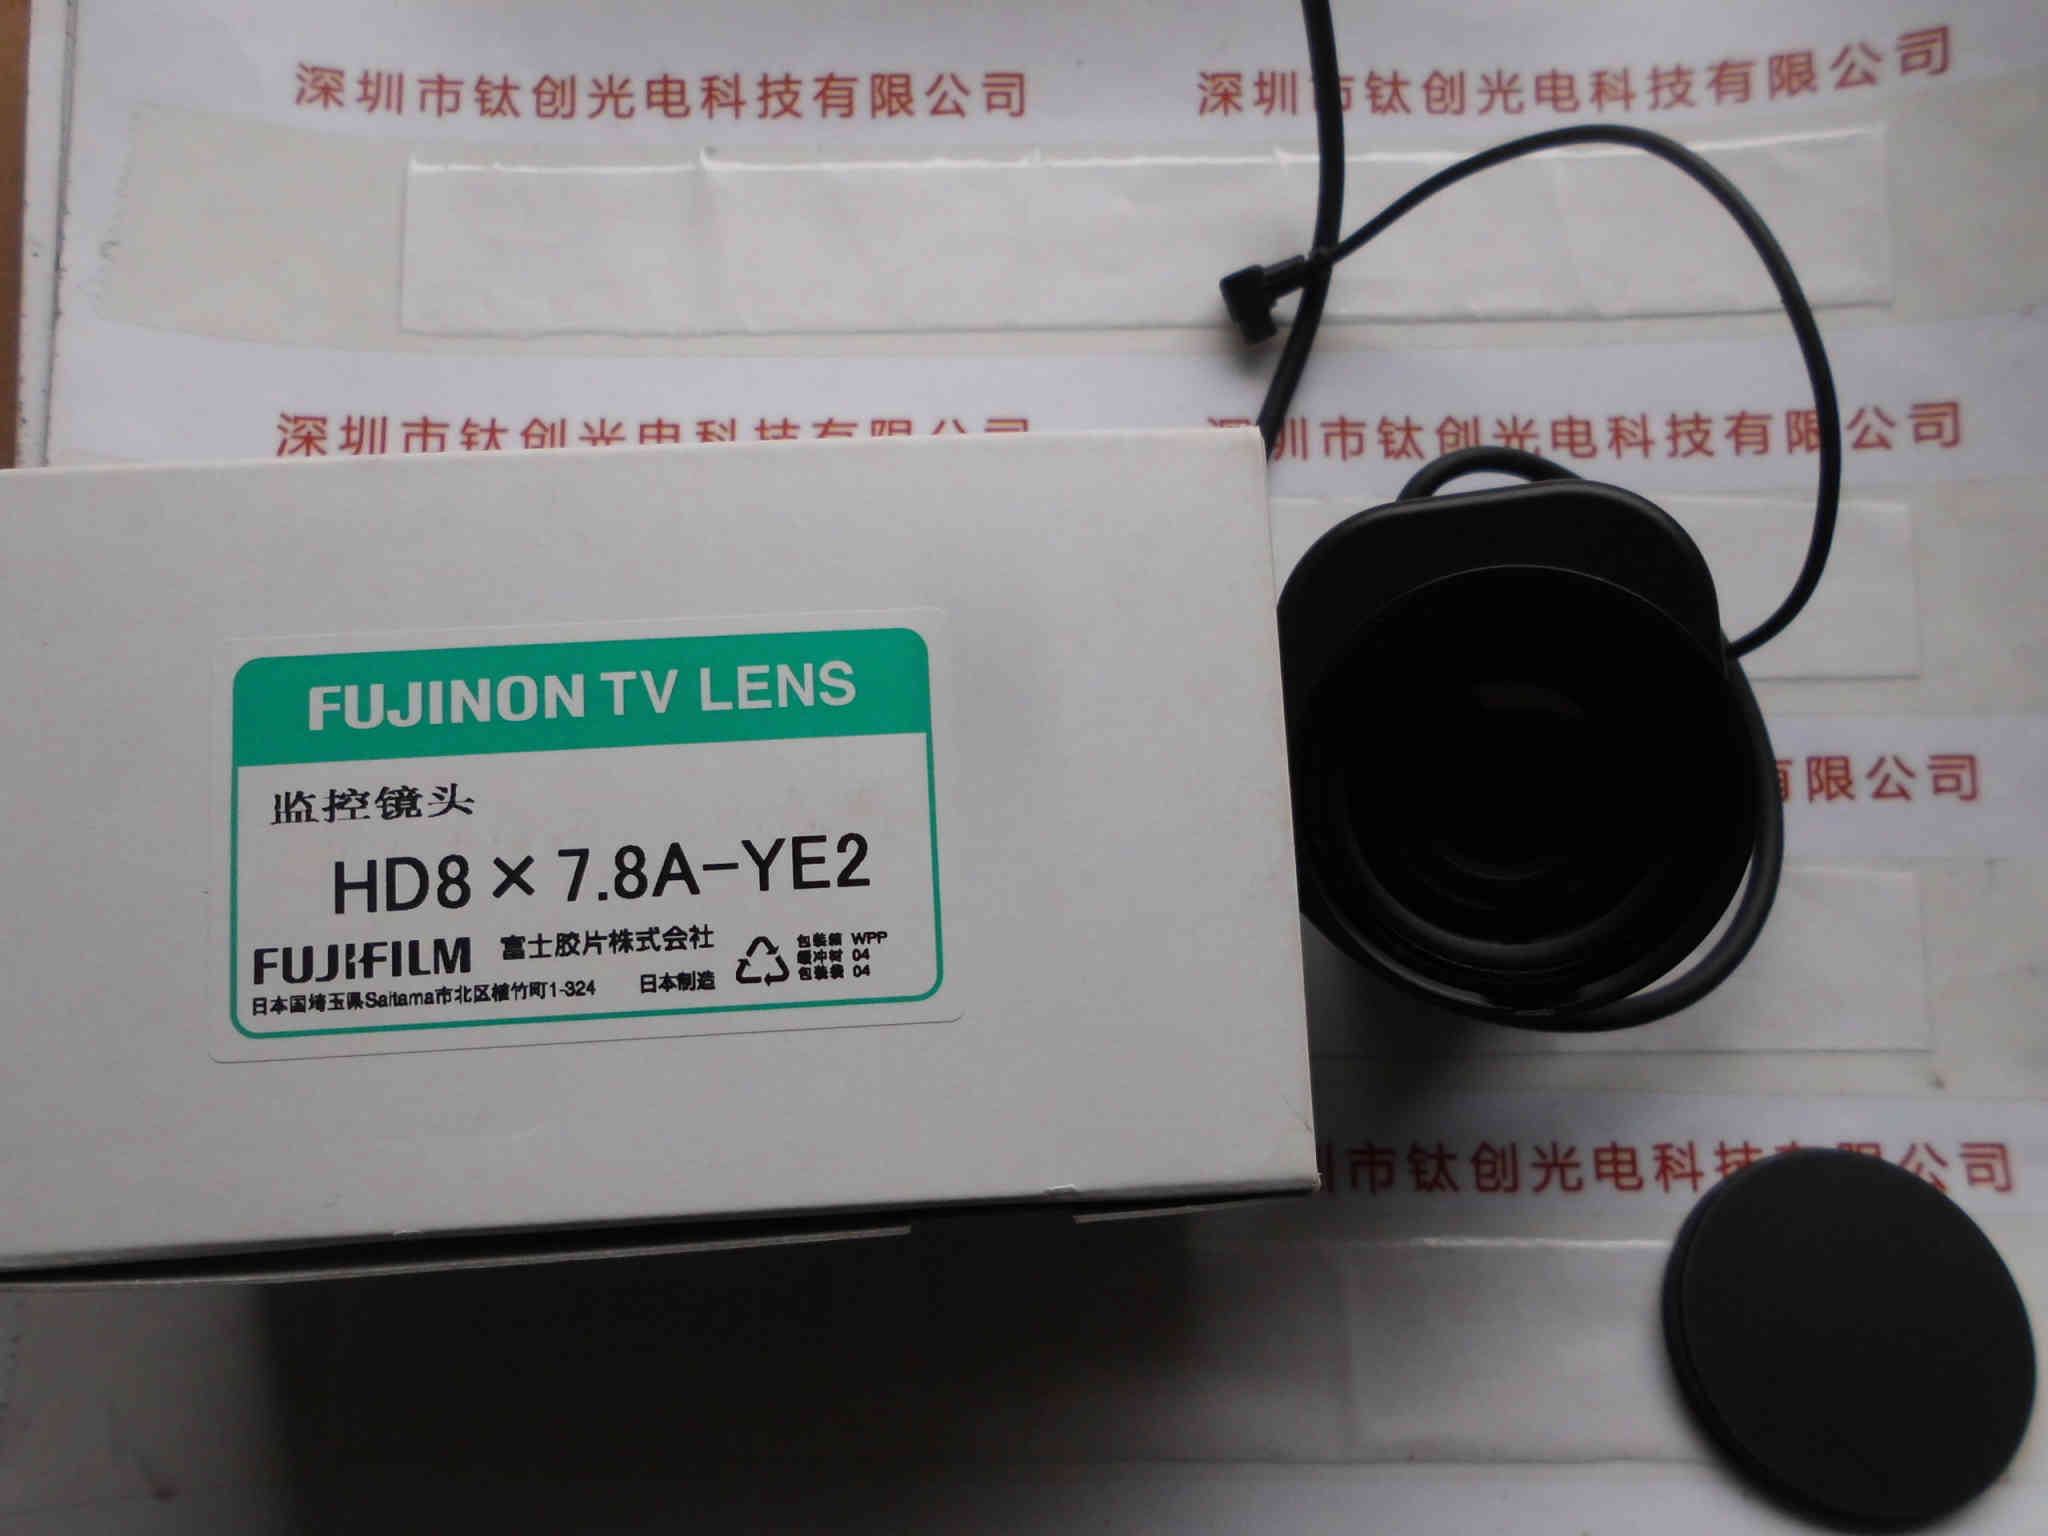 深圳市钛创光电科技有限公司 深圳市钛创光电科技有限公司
深圳市钛创光电科技有限公司 深圳市钛创光电科技有限公司
FUJINON TV LENS
监控镜头
有限公司
HD8×7.8A-YE2
FUJIFILM 富士胶片株式会社
包装箱 WPP
缓冲材 04
包装袋 04
日本国埼玉県Saitama市北区植竹町1-324 日本制造
圳市钛创光电科技有限公司